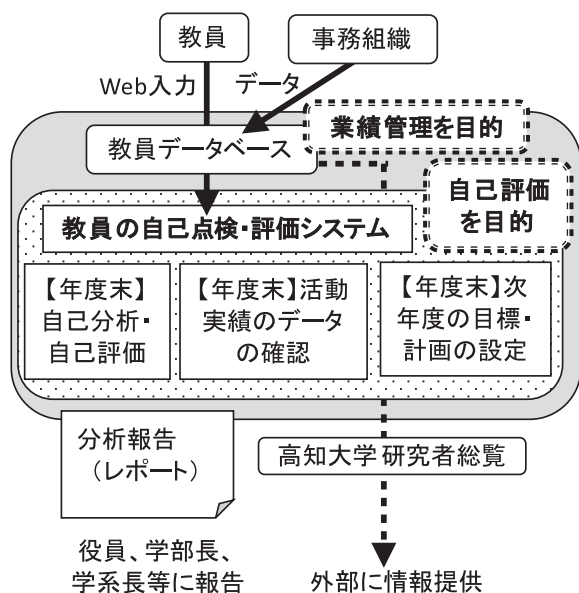 教員
事務組織
Web入力
データ
業績管理を目的
教員データベース
自己評価
を目的
教員の自己点検・評価システム
【年度末】
自己分析・
自己評価
【年度末】活動
実績のデータ
の確認
【年度末】次
年度の目標・
計画の設定
分析報告
（レポート）
高知大学研究者総覧
役員、学部長、
学系長等に報告
外部に情報提供